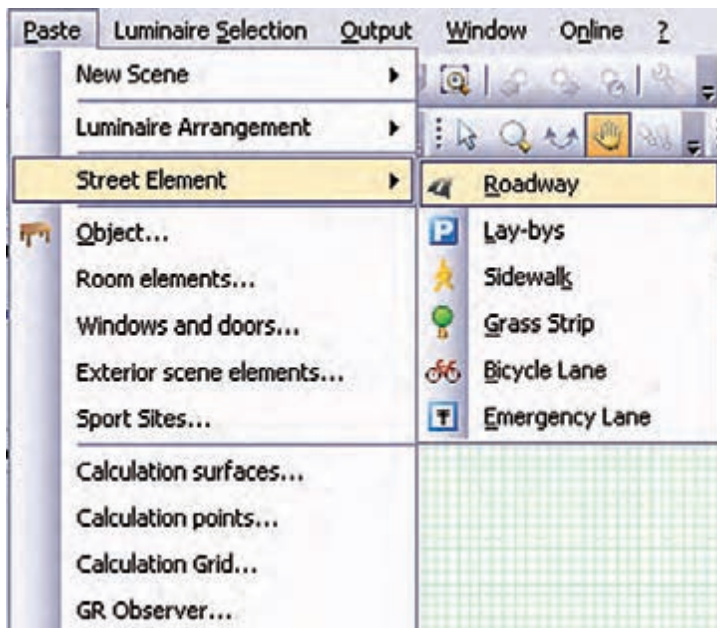 Paste Luminaire Selection Output Window Online ?
New Scene
Luminaire Arrangement
Street Element
Object...
Room elements...
Windows and doors...
Exterior scene elements...
Sport Sites...
Calculation surfaces...
Calculation points...
Calculation Grid...
GR Observer...
Roadway
P Lay-bys
Sidewalk
Grass Strip
Bicycle Lane
Emergency Lane